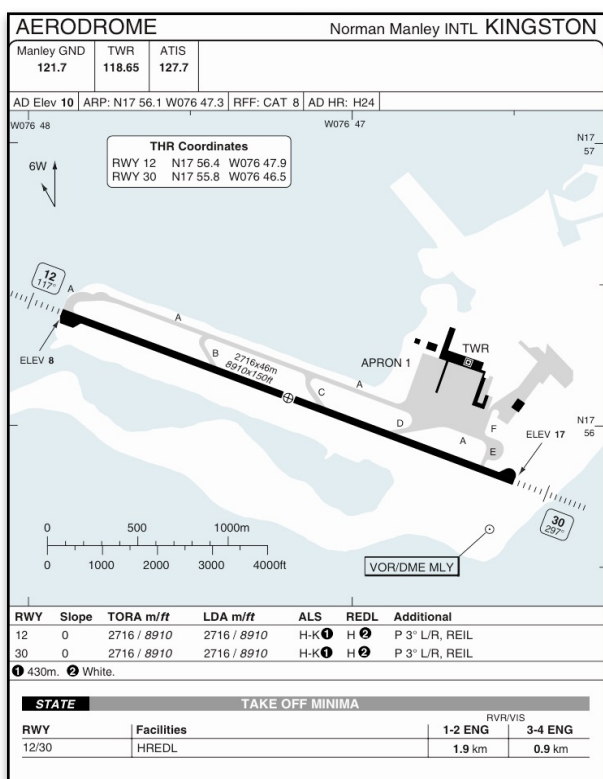 AERODROME Norman Manley INTL KINGSTON
Manley GND TWR ATIS
121.7 118.65 127.7
AD Elev 10 ARP: N17 56.1 W076 47.3 RFF: CAT 8 AD HR: H24
W076 48 W076 47
N17
57
THR Coordinates
RWY 12 N17 56.4 W076 47.9
RWY 30 N17 55.8 W076 46.5
6W
12
117°
A
A
ELEV 8
B
2716x46m
8910x150ft
APRON 1
TWR
A
C
D
A
F
E
N17
56
ELEV 17
30
297°
0 500 1000m
0 1000 2000 3000 4000ft
VOR/DME MLY
RWY Slope TORA m/ft LDA m/ft ALS REDL Additional
12 0 2716 / 8910 2716 / 8910 H-K❶ H ❷ P 3° L/R, REIL
30 0 2716 / 8910 2716 / 8910 H-K❶ H ❷ P 3° L/R, REIL
❶ 430m. ❷ White.
STATE TAKE OFF MINIMA
RVR/VIS
RWY Facilities 1-2 ENG 3-4 ENG
12/30 HREDL 1.9 km 0.9 km